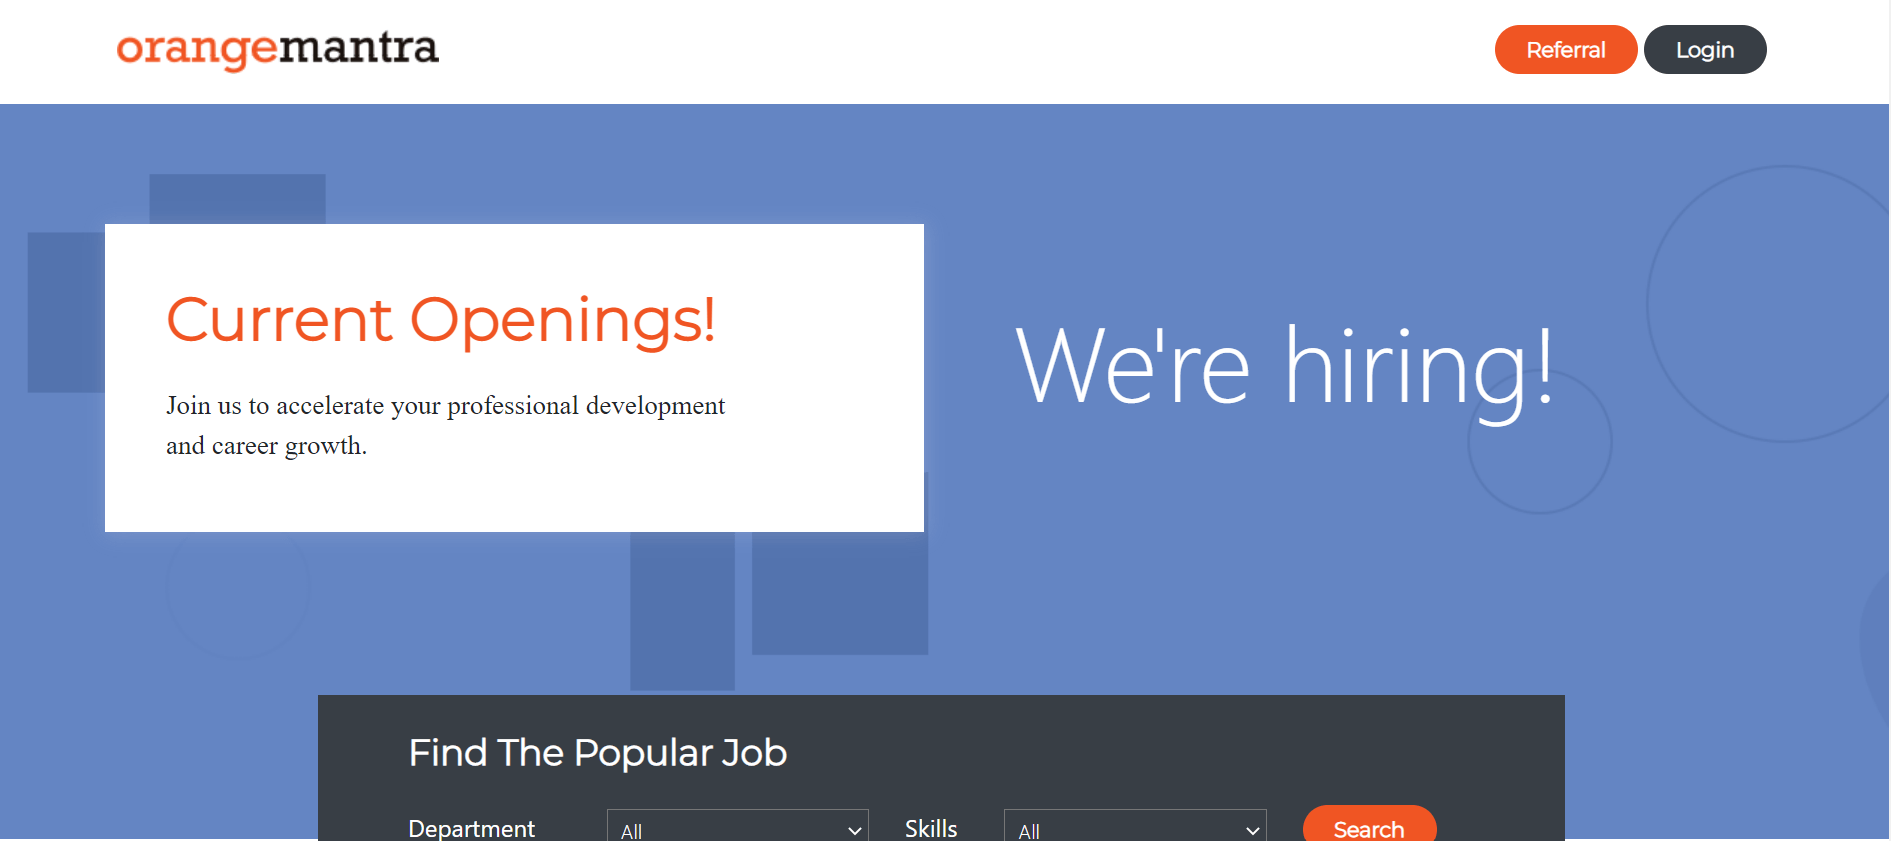 orangemantra
Referral
Login
Current Openings!
Join us to accelerate your professional development
and career growth.
We're hiring!
Find The Popular Job
Department
All
Skills
All
Search